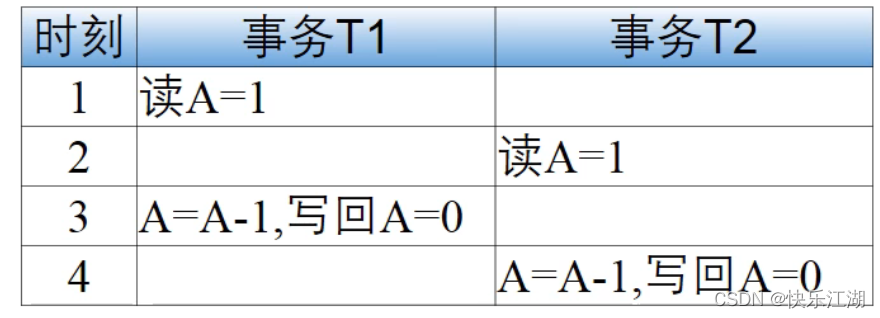 时刻 事务T1 事务T2
1 读A=1
2 读A=1
3 A=A-1,写回A=0
4 A=A-1,写回A=0
CSDN @快乐江湖